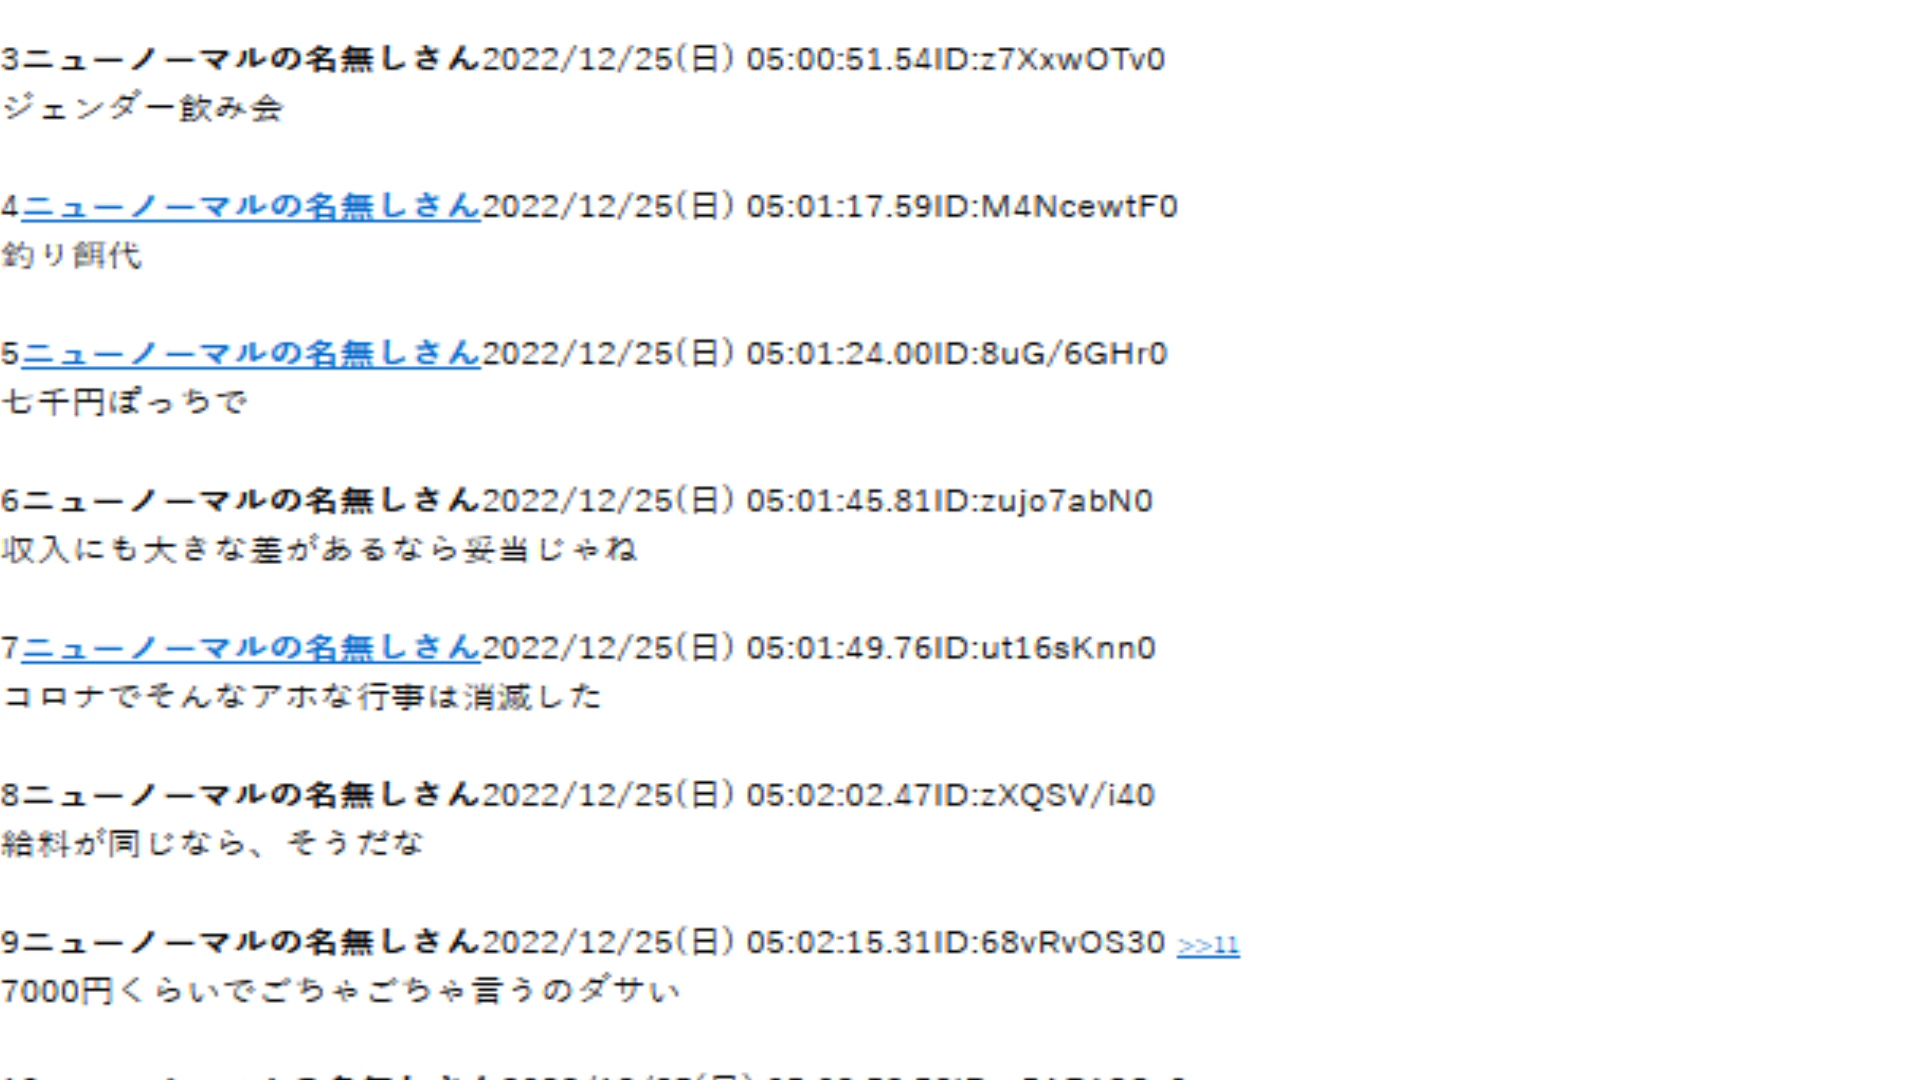 3ニューノーマルの名無しさん2022/12/25(日) 05:00:51.54ID:z7XxwOTv0
ジェンダー飲み会
4ニューノーマルの名無しさん2022/12/25(日) 05:01:17.59ID:M4NcewtF0
釣り餌代
5ニューノーマルの名無しさん2022/12/25(日) 05:01:24.00ID:8uG/6GHr0
七千円ぽっちで
6ニューノーマルの名無しさん2022/12/25(日) 05:01:45.81ID:zujo7abN0
収入にも大きな差があるなら妥当じゃね
7ニューノーマルの名無しさん2022/12/25(日) 05:01:49.76ID:ut16sKnn0
コロナでそんなアホな行事は消滅した
8ニューノーマルの名無しさん2022/12/25(日) 05:02:02.47ID:zXQSV/i40
給料が同じなら、そうだな
9ニューノーマルの名無しさん2022/12/25(日) 05:02:15.31ID:68vRvOS30 >>11
7000円くらいでごちゃごちゃ言うのダサい